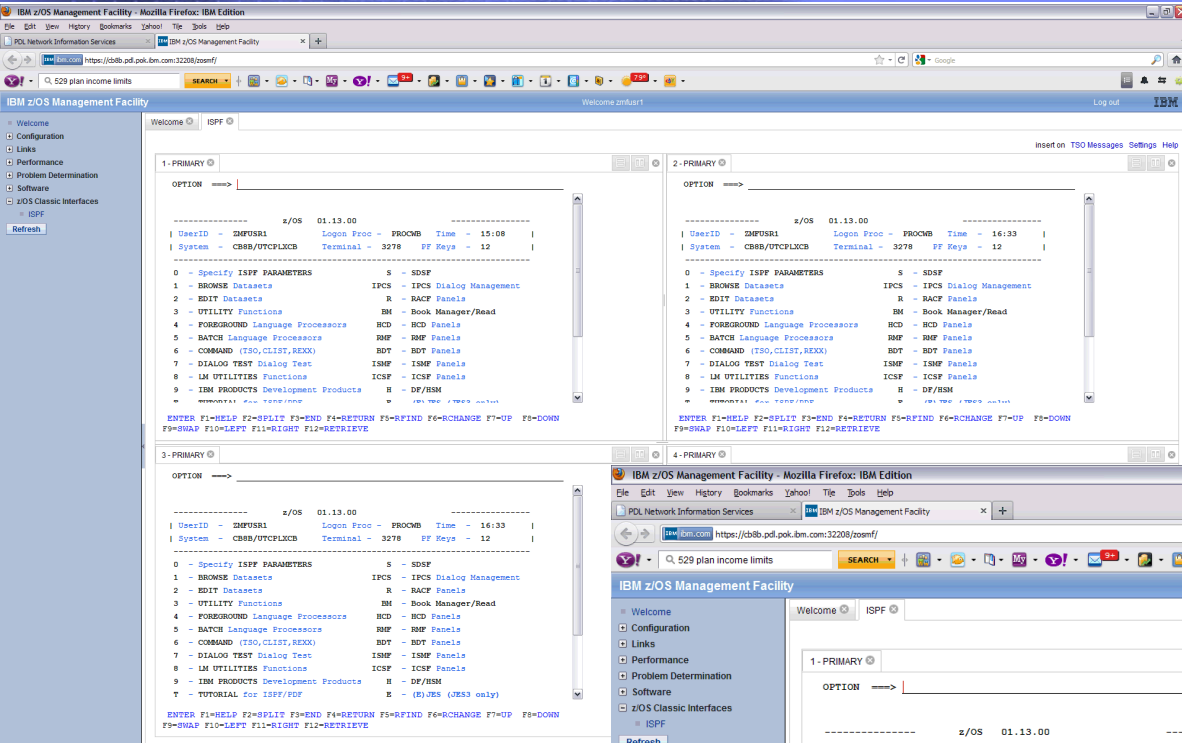 IBM z/OS Management Facility - Mozilla Firefox: IBM Edition
File Edit View History Bookmarks Yahoo! Tools Help
PDL Network Information Services IBM z/OS Management Facility
ibm.com https://cb8b.pdl.pok.ibm.com:32208/zosmf/ Google
529 plan income limits SEARCH My 9+ 79°
IBM z/OS Management Facility Welcome zmfusr1 Log out IBM
Welcome
Configuration
Links
Performance
Problem Determination
Software
z/OS Classic Interfaces
ISPF
Refresh
Welcome ISPF
insert on TSO Messages Settings Help
1 - PRIMARY
OPTION ===>
--------------- z/OS 01.13.00 ----------------
| UserID - ZMFUSR1 Logon Proc - PROCWB Time - 15:08 |
| System - CB8B/UTCPLXCB Terminal - 3278 PF Keys - 12 |
0 - Specify ISPF PARAMETERS S - SDSF
1 - BROWSE Datasets IPCS - IPCS Dialog Management
2 - EDIT Datasets R - RACF Panels
3 - UTILITY Functions BM - Book Manager/Read
4 - FOREGROUND Language Processors HCD - HCD Panels
5 - BATCH Language Processors RMF - RMF Panels
6 - COMMAND (TSO,CLIST,REXX) BDT - BDT Panels
7 - DIALOG TEST Dialog Test ISMF - ISMF Panels
8 - LM UTILITIES Functions ICSF - ICSF Panels
9 - IBM PRODUCTS Development Products H - DF/HSM
T - TUTORIAL for ISPF/PDF E - (E)JES (JES3 only)
ENTER F1=HELP F2=SPLIT F3=END F4=RETURN F5=RFIND F6=RCHANGE F7=UP F8=DOWN
F9=SWAP F10=LEFT F11=RIGHT F12=RETRIEVE
2 - PRIMARY
OPTION ===>
--------------- z/OS 01.13.00 ----------------
| UserID - ZMFUSR1 Logon Proc - PROCWB Time - 16:33 |
| System - CB8B/UTCPLXCB Terminal - 3278 PF Keys - 12 |
0 - Specify ISPF PARAMETERS S - SDSF
1 - BROWSE Datasets IPCS - IPCS Dialog Management
2 - EDIT Datasets R - RACF Panels
3 - UTILITY Functions BM - Book Manager/Read
4 - FOREGROUND Language Processors HCD - HCD Panels
5 - BATCH Language Processors RMF - RMF Panels
6 - COMMAND (TSO,CLIST,REXX) BDT - BDT Panels
7 - DIALOG TEST Dialog Test ISMF - ISMF Panels
8 - LM UTILITIES Functions ICSF - ICSF Panels
9 - IBM PRODUCTS Development Products H - DF/HSM
T - TUTORIAL for ISPF/PDF E - (E)JES (JES3 only)
ENTER F1=HELP F2=SPLIT F3=END F4=RETURN F5=RFIND F6=RCHANGE F7=UP F8=DOWN
F9=SWAP F10=LEFT F11=RIGHT F12=RETRIEVE
3 - PRIMARY
OPTION ===>
--------------- z/OS 01.13.00 ----------------
| UserID - ZMFUSR1 Logon Proc - PROCWB Time - 16:33 |
| System - CB8B/UTCPLXCB Terminal - 3278 PF Keys - 12 |
0 - Specify ISPF PARAMETERS S - SDSF
1 - BROWSE Datasets IPCS - IPCS Dialog Management
2 - EDIT Datasets R - RACF Panels
3 - UTILITY Functions BM - Book Manager/Read
4 - FOREGROUND Language Processors HCD - HCD Panels
5 - BATCH Language Processors RMF - RMF Panels
6 - COMMAND (TSO,CLIST,REXX) BDT - BDT Panels
7 - DIALOG TEST Dialog Test ISMF - ISMF Panels
8 - LM UTILITIES Functions ICSF - ICSF Panels
9 - IBM PRODUCTS Development Products H - DF/HSM
T - TUTORIAL for ISPF/PDF E - (E)JES (JES3 only)
ENTER F1=HELP F2=SPLIT F3=END F4=RETURN F5=RFIND F6=RCHANGE F7=UP F8=DOWN
F9=SWAP F10=LEFT F11=RIGHT F12=RETRIEVE
4 - PRIMARY
IBM z/OS Management Facility - Mozilla Firefox: IBM Edition
File Edit View History Bookmarks Yahoo! Tools Help
PDL Network Information Services IBM z/OS Management Facility
ibm.com https://cb8b.pdl.pok.ibm.com:32208/zosmf/
529 plan income limits SEARCH My 9+
IBM z/OS Management Facility
Welcome
Configuration
Links
Performance
Problem Determination
Software
z/OS Classic Interfaces
ISPF
Refresh
Welcome ISPF
1 - PRIMARY
OPTION ===>
--------------- z/OS 01.13.00 ---